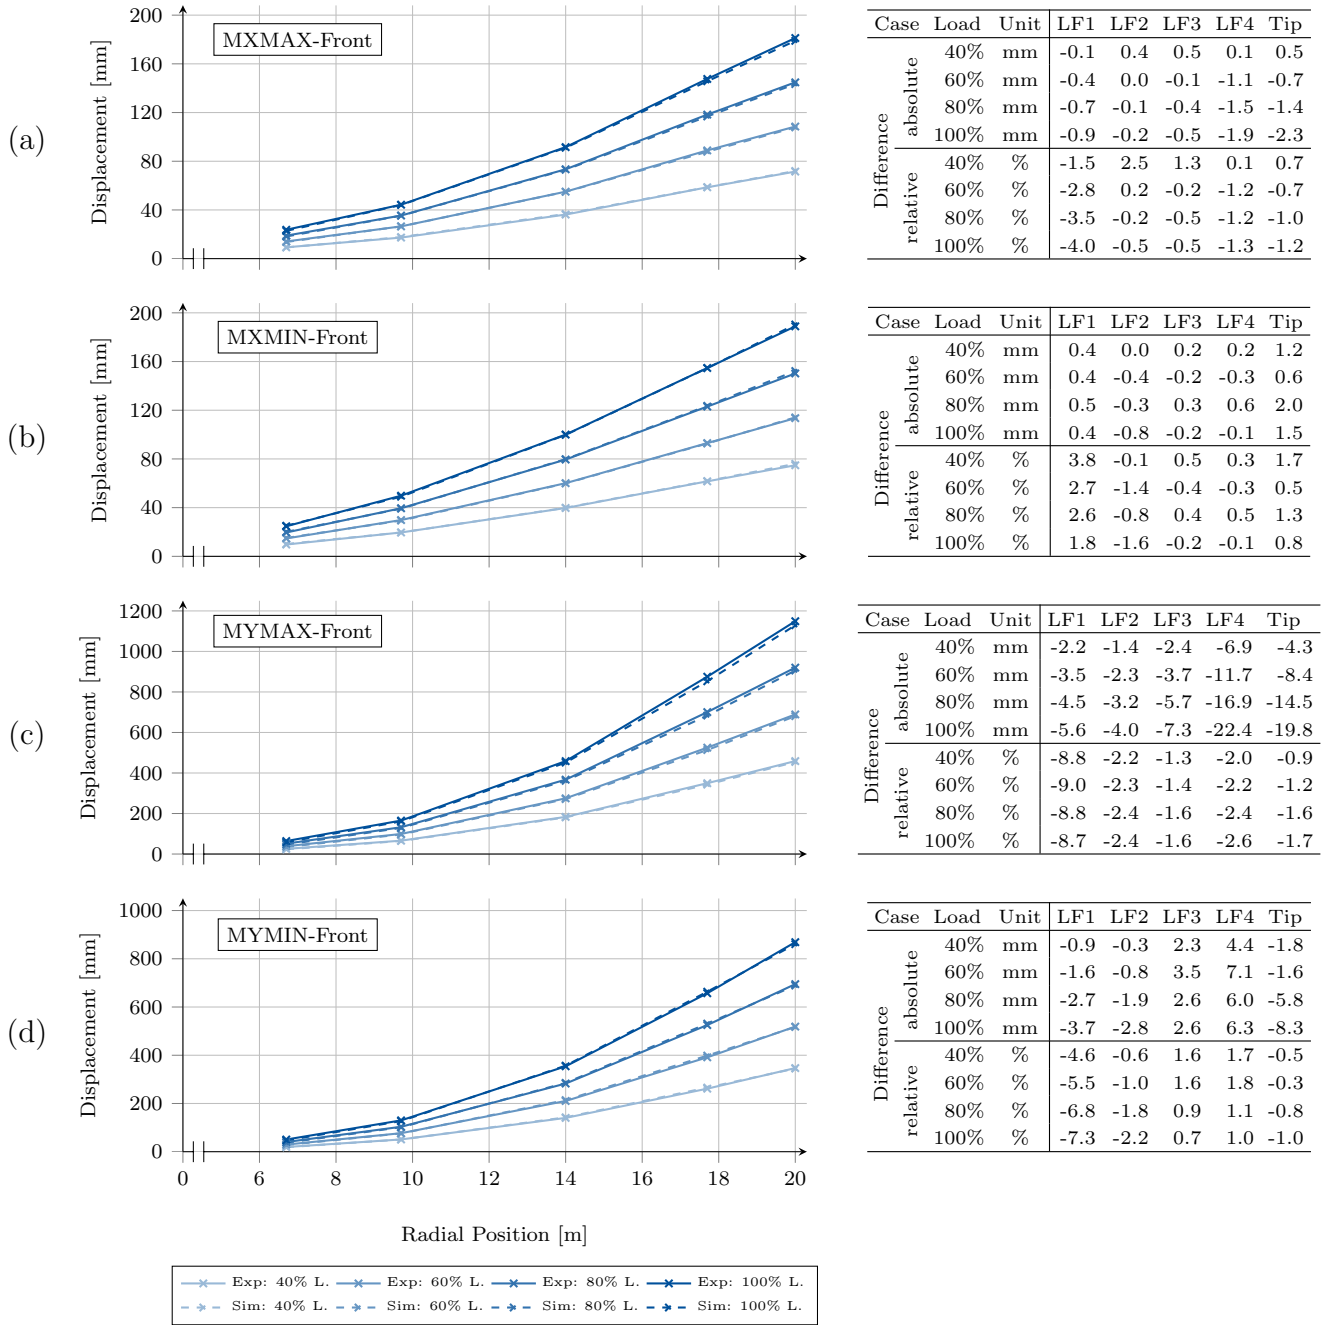 (a)
Displacement [mm]
200
160
120
80
40
0
MXMAX-Front
Case Load Unit LF1 LF2 LF3 LF4 Tip
Difference
absolute
40% mm -0.1 0.4 0.5 0.1 0.5
60% mm -0.4 0.0 -0.1 -1.1 -0.7
80% mm -0.7 -0.1 -0.4 -1.5 -1.4
100% mm -0.9 -0.2 -0.5 -1.9 -2.3
relative
40% % -1.5 2.5 1.3 0.1 0.7
60% % -2.8 0.2 -0.2 -1.2 -0.7
80% % -3.5 -0.2 -0.5 -1.2 -1.0
100% % -4.0 -0.5 -0.5 -1.3 -1.2
(b)
Displacement [mm]
200
160
120
80
40
0
MXMIN-Front
Case Load Unit LF1 LF2 LF3 LF4 Tip
Difference
absolute
40% mm 0.4 0.0 0.2 0.2 1.2
60% mm 0.4 -0.4 -0.2 -0.3 0.6
80% mm 0.5 -0.3 0.3 0.6 2.0
100% mm 0.4 -0.8 -0.2 -0.1 1.5
relative
40% % 3.8 -0.1 0.5 0.3 1.7
60% % 2.7 -1.4 -0.4 -0.3 0.5
80% % 2.6 -0.8 0.4 0.5 1.3
100% % 1.8 -1.6 -0.2 -0.1 0.8
(c)
Displacement [mm]
1200
1000
800
600
400
200
0
MYMAX-Front
Case Load Unit LF1 LF2 LF3 LF4 Tip
Difference
absolute
40% mm -2.2 -1.4 -2.4 -6.9 -4.3
60% mm -3.5 -2.3 -3.7 -11.7 -8.4
80% mm -4.5 -3.2 -5.7 -16.9 -14.5
100% mm -5.6 -4.0 -7.3 -22.4 -19.8
relative
40% % -8.8 -2.2 -1.3 -2.0 -0.9
60% % -9.0 -2.3 -1.4 -2.2 -1.2
80% % -8.8 -2.4 -1.6 -2.4 -1.6
100% % -8.7 -2.4 -1.6 -2.6 -1.7
(d)
Displacement [mm]
1000
800
600
400
200
0
MYMIN-Front
Case Load Unit LF1 LF2 LF3 LF4 Tip
Difference
absolute
40% mm -0.9 -0.3 2.3 4.4 -1.8
60% mm -1.6 -0.8 3.5 7.1 -1.6
80% mm -2.7 -1.9 2.6 6.0 -5.8
100% mm -3.7 -2.8 2.6 6.3 -8.3
relative
40% % -4.6 -0.6 1.6 1.7 -0.5
60% % -5.5 -1.0 1.6 1.8 -0.3
80% % -6.8 -1.8 0.9 1.1 -0.8
100% % -7.3 -2.2 0.7 1.0 -1.0
0 6 8 10 12 14 16 18 20
Radial Position [m]
Exp: 40% L. Exp: 60% L. Exp: 80% L. Exp: 100% L.
Sim: 40% L. Sim: 60% L. Sim: 80% L. Sim: 100% L.